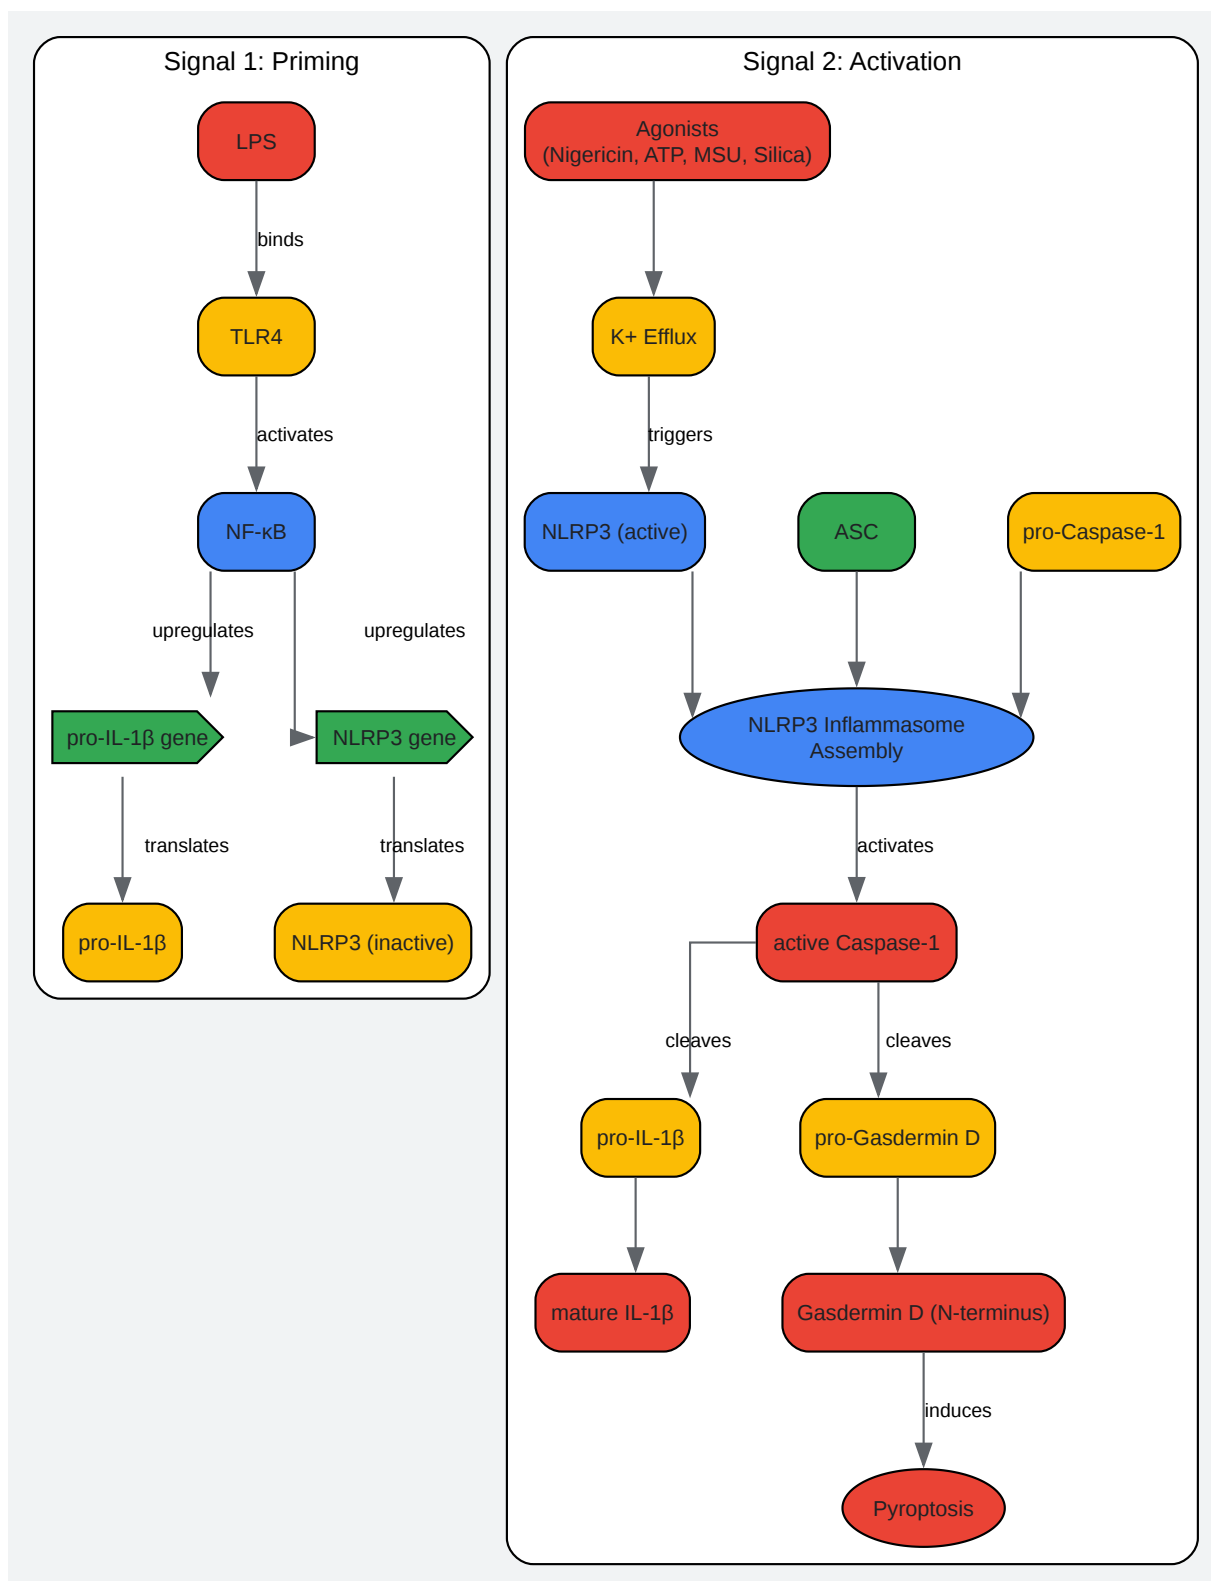 Signal 1: Priming
LPS
binds
TLR4
activates
NF-κB
upregulates
upregulates
pro-IL-1β gene
NLRP3 gene
translates
translates
pro-IL-1β
NLRP3 (inactive)
Signal 2: Activation
Agonists
(Nigericin, ATP, MSU, Silica)
K+ Efflux
triggers
NLRP3 (active)
ASC
pro-Caspase-1
NLRP3 Inflammasome
Assembly
activates
active Caspase-1
cleaves
cleaves
pro-IL-1β
pro-Gasdermin D
mature IL-1β
Gasdermin D (N-terminus)
induces
Pyroptosis